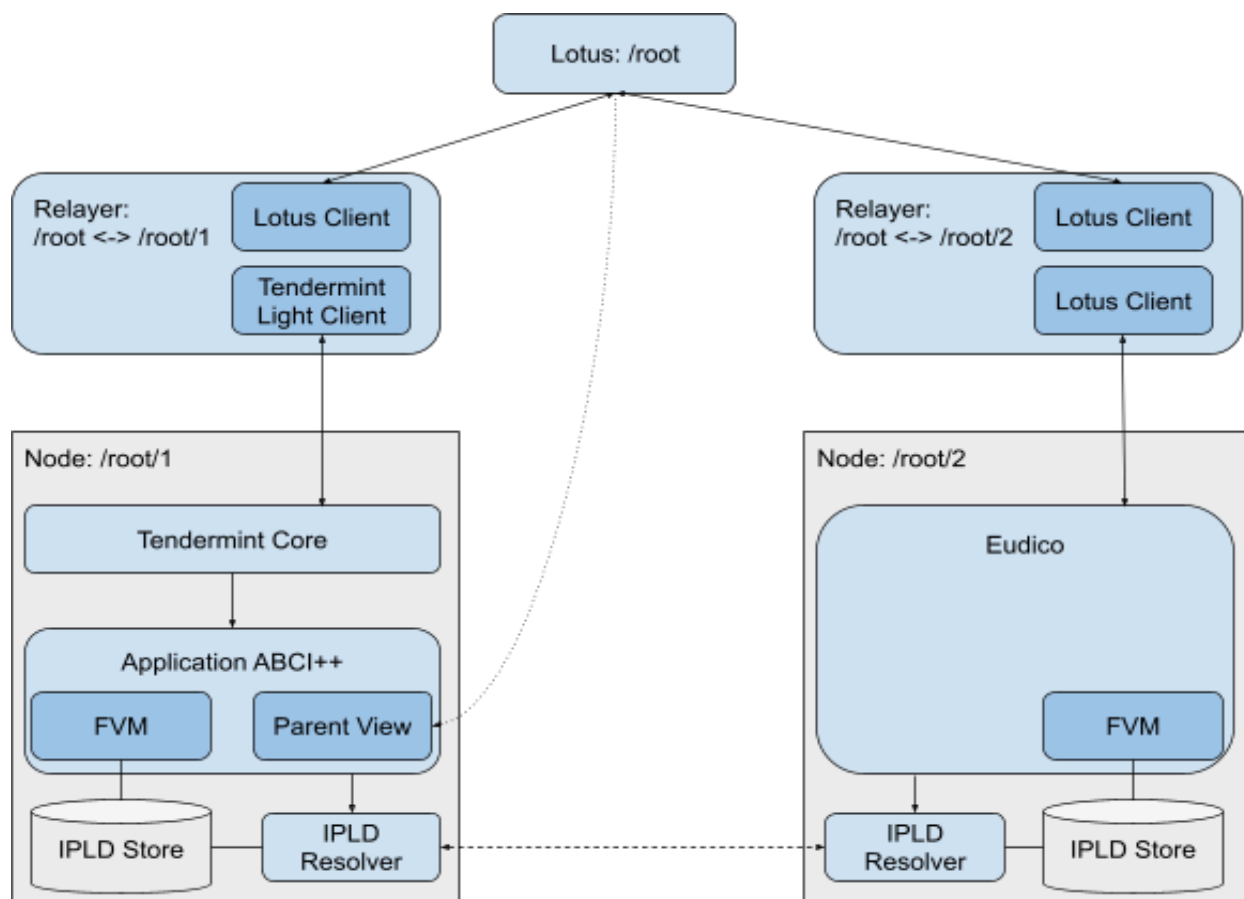 Lotus: /root
Relayer:
/root <-> /root/1
Lotus Client
Tendermint
Light Client
Relayer:
/root <-> /root/2
Lotus Client
Lotus Client
Node: /root/1
Tendermint Core
Application ABCI++
FVM
Parent View
IPLD Store
IPLD
Resolver
Node: /root/2
Eudico
FVM
IPLD
Resolver
IPLD Store